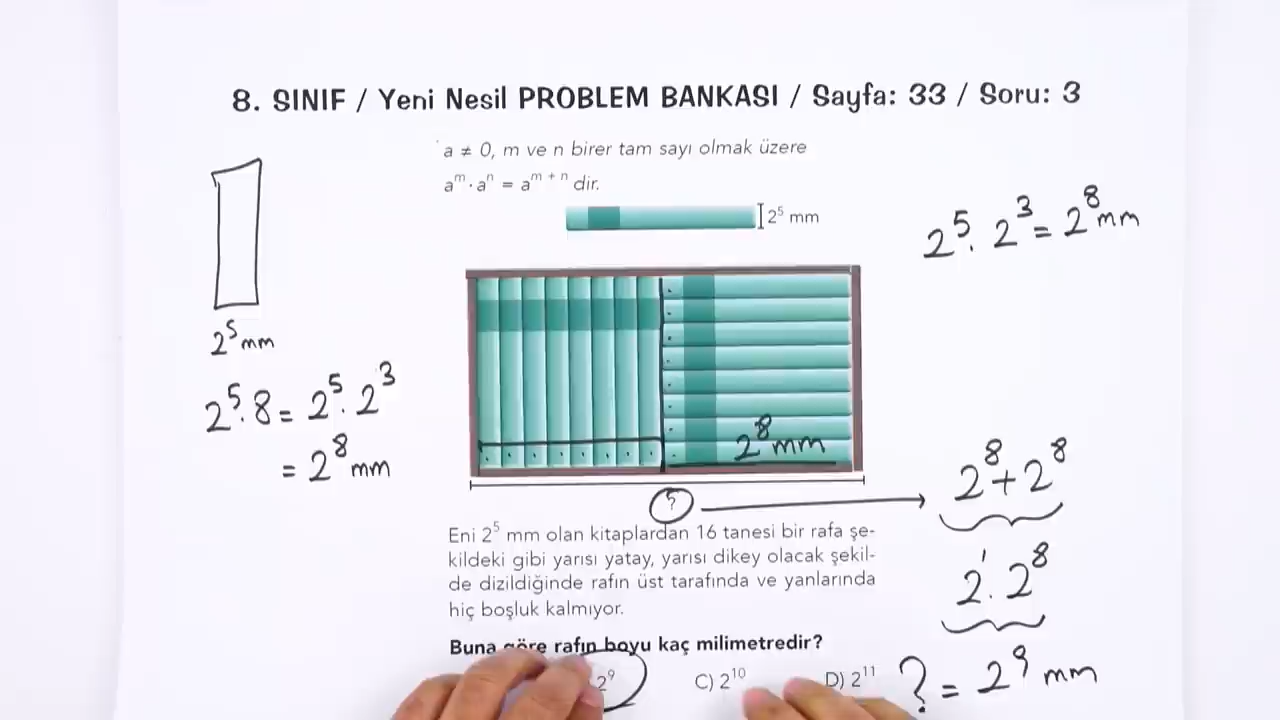 8. SINIF / Yeni Nesil PROBLEM BANKASI / Sayfa: 33 / Soru: 3
a ≠ 0, m ve n birer tam sayı olmak üzere
aᵐ · aⁿ = aᵐ ⁺ ⁿ dir.
2⁵ mm
2⁵ mm
2⁵ . 8 = 2⁵ . 2³
= 2⁸ mm
2⁵ . 2³ = 2⁸ mm
2⁸ mm
?
2⁸ + 2⁸
2¹ . 2⁸
? = 2⁹ mm
Eni 2⁵ mm olan kitaplardan 16 tanesi bir rafa şe-
kildeki gibi yarısı yatay, yarısı dikey olacak şekil-
de dizildiğinde rafın üst tarafında ve yanlarında
hiç boşluk kalmıyor.
Buna göre rafın boyu kaç milimetredir?
2⁹ C) 2¹⁰ D) 2¹¹